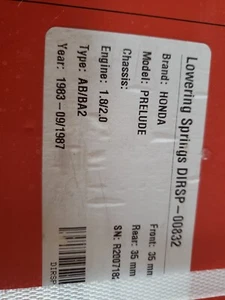 Lowering Springs DIRSP-00832
Brand: HONDA
Model: PRELUDE
Chassis:
Engine: 1.8/2.0
Type: AB/BA2
Year: 1983-09/1987
Front: 35 mm
Rear: 35 mm
SN: R200718
DIRSP